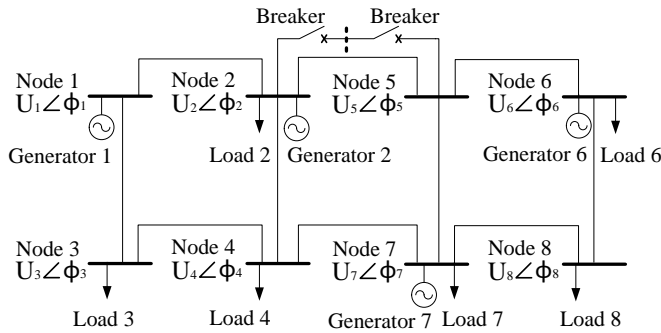 Breaker Breaker
Node 1 Node 2 Node 5 Node 6
U₁∠ϕ₁ U₂∠ϕ₂ U₅∠ϕ₅ U₆∠ϕ₆
Generator 1 Load 2 Generator 2 Generator 6 Load 6
Node 3 Node 4 Node 7 Node 8
U₃∠ϕ₃ U₄∠ϕ₄ U₇∠ϕ₇ U₈∠ϕ₈
Load 3 Load 4 Generator 7 Load 7 Load 8